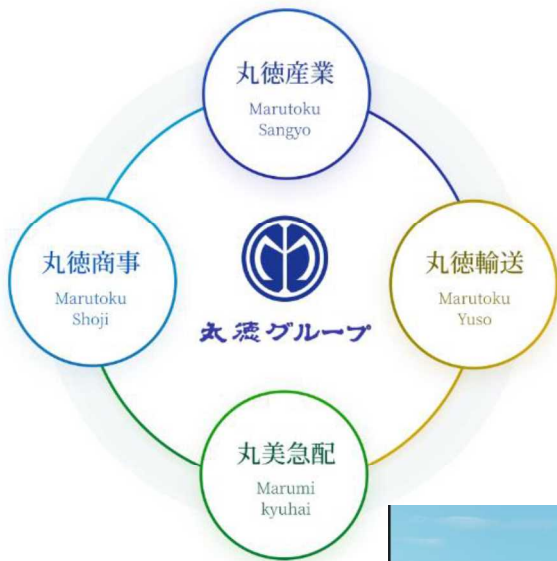 丸徳産業
Marutoku
Sangyo
丸徳商事
Marutoku
Shoji
丸徳輸送
Marutoku
Yuso
丸徳グループ
丸美急配
Marumi
kyuhai